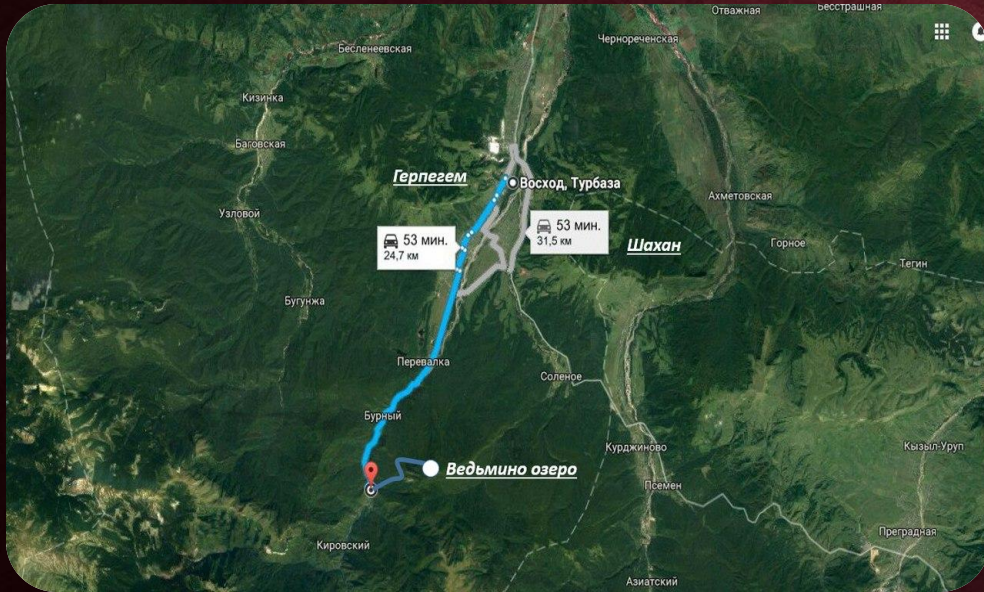 Отважная
Бесстрашная
Чернореченская
Бесленеевская
Кизинка
Баговская
Герпегем
Восход, Турбаза
Ахметовская
Узловой
53 мин.
24,7 км
53 мин.
31,5 км
Шахан
Горное
Тегин
Бугунжа
Перевалка
Соленое
Бурный
Курджиново
Кызыл-Уруп
Ведьмино озеро
Псемен
Преградная
Кировский
Азиатский